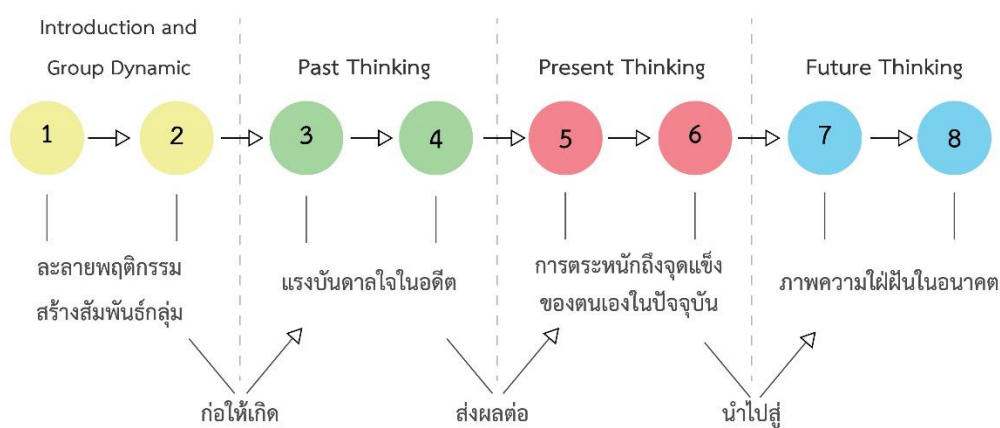 Introduction and
Group Dynamic
Past Thinking
Present Thinking
Future Thinking
1
2
3
4
5
6
7
8
ละลายพฤติกรรม
สร้างสัมพันธ์กลุ่ม
แรงบันดาลใจในอดีต
การตระหนักถึงจุดแข็ง
ของตนเองในปัจจุบัน
ภาพความใฝ่ฝันในอนาคต
ก่อให้เกิด
ส่งผลต่อ
นำไปสู่